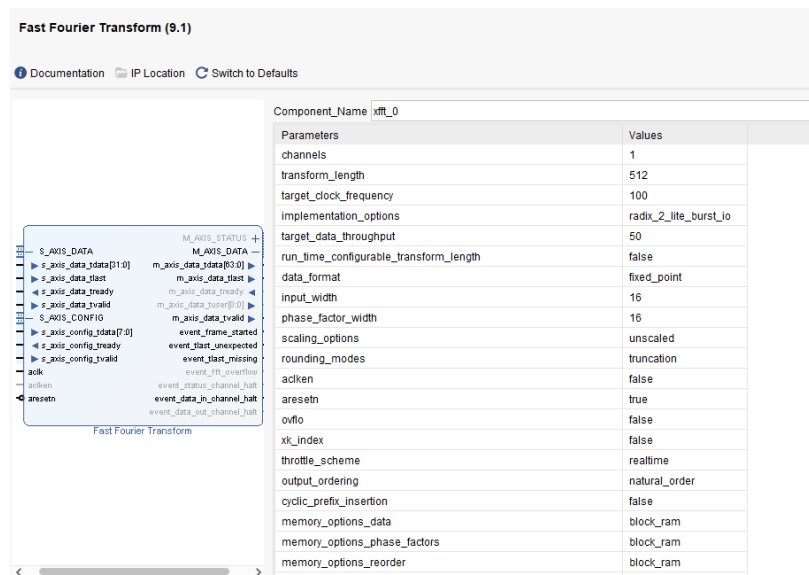 Fast Fourier Transform (9.1)
Documentation IP Location Switch to Defaults
Component_Name xfft_0
Parameters Values
channels 1
transform_length 512
target_clock_frequency 100
implementation_options radix_2_lite_burst_io
target_data_throughput 50
run_time_configurable_transform_length false
data_format fixed_point
input_width 16
phase_factor_width 16
scaling_options unscaled
rounding_modes truncation
aclken false
aresetn true
ovflo false
xk_index false
throttle_scheme realtime
output_ordering natural_order
cyclic_prefix_insertion false
memory_options_data block_ram
memory_options_phase_factors block_ram
memory_options_reorder block_ram
M_AXIS_STATUS
S_AXIS_DATA M_AXIS_DATA
s_axis_data_tdata[31:0] m_axis_data_tdata[63:0]
s_axis_data_tlast m_axis_data_tlast
s_axis_data_tready m_axis_data_tready
s_axis_data_tvalid m_axis_data_tuser[0:0]
S_AXIS_CONFIG m_axis_data_tvalid
s_axis_config_tdata[7:0] event_frame_started
s_axis_config_tready event_tlast_unexpected
s_axis_config_tvalid event_tlast_missing
aclk event_fft_overflow
aclken event_status_channel_halt
aresetn event_data_in_channel_halt
event_data_out_channel_halt
Fast Fourier Transform